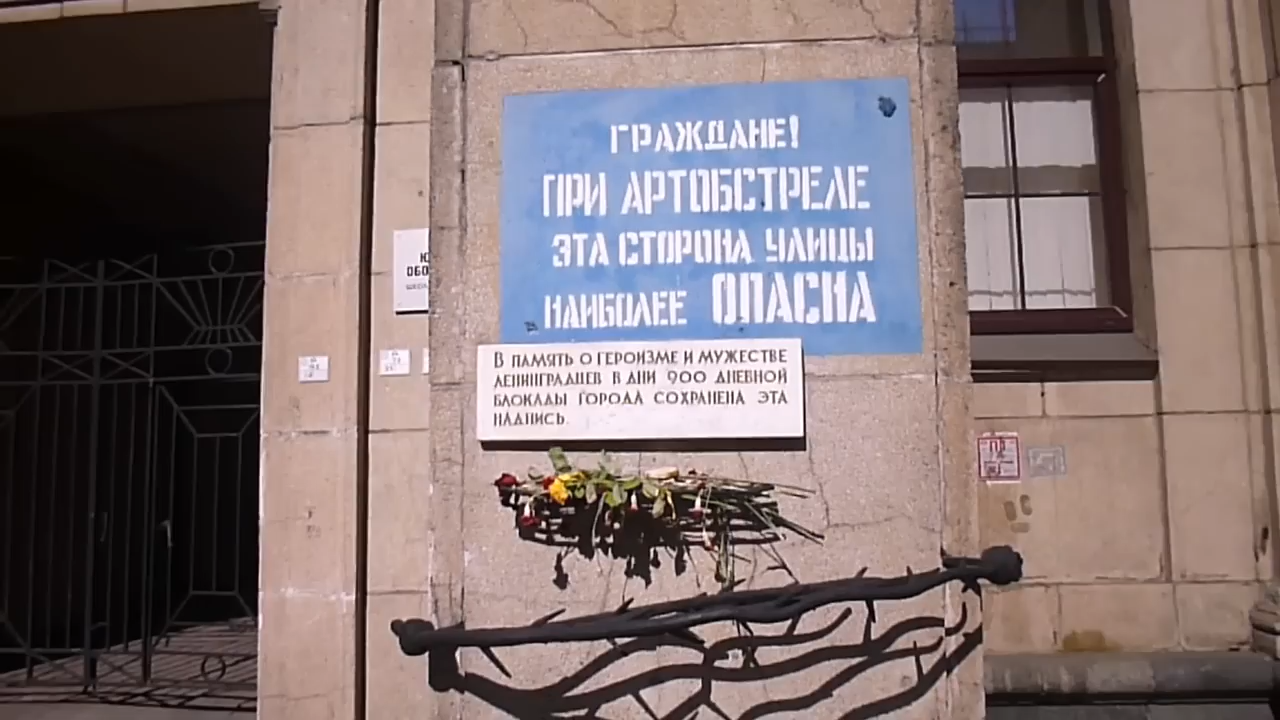 ГРАЖДАНЕ!
ПРИ АРТОБСТРЕЛЕ
ЭТА СТОРОНА УЛИЦЫ
НАИБОЛЕЕ ОПАСНА
В ПАМЯТЬ О ГЕРОИЗМЕ И МУЖЕСТВЕ
ЛЕНИНГРАДЦЕВ В ДНИ 900 ДНЕВНОЙ
БЛОКАДЫ ГОРОДА СОХРАНЕНА ЭТА
НАДПИСЬ.